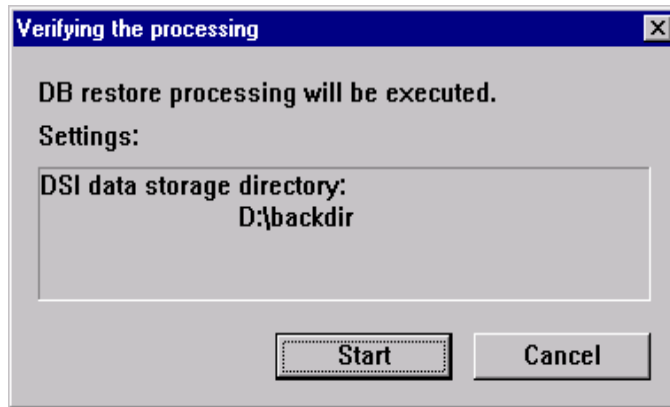 Verifying the processing
DB restore processing will be executed.
Settings:
DSI data storage directory:
D:\backdir
Start
Cancel